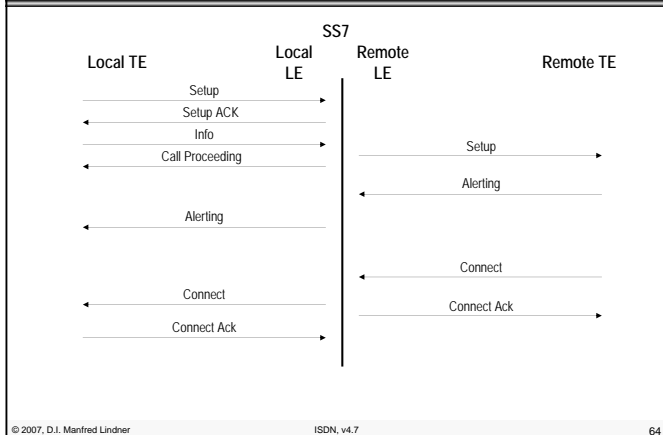 SS7
Local TE
Local
LE
Remote
LE
Remote TE
Setup
Setup ACK
Info
Call Proceeding
Setup
Alerting
Alerting
Connect
Connect
Connect Ack
Connect Ack
© 2007, D.I. Manfred Lindner
ISDN, v4.7
64